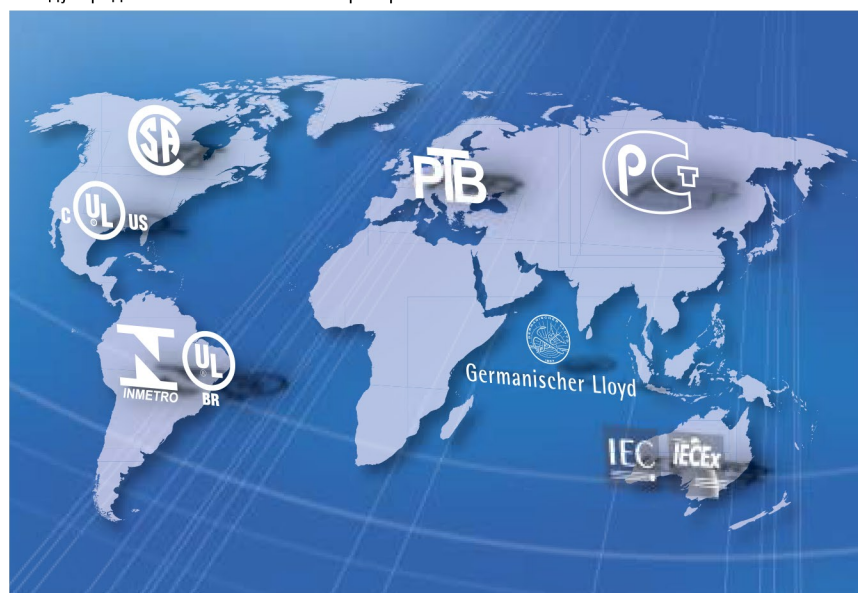 CSA
PTB
РСт
C UL US
® 
INMETRO
UL
®
BR
Germanischer Lloyd
IEC IECEx